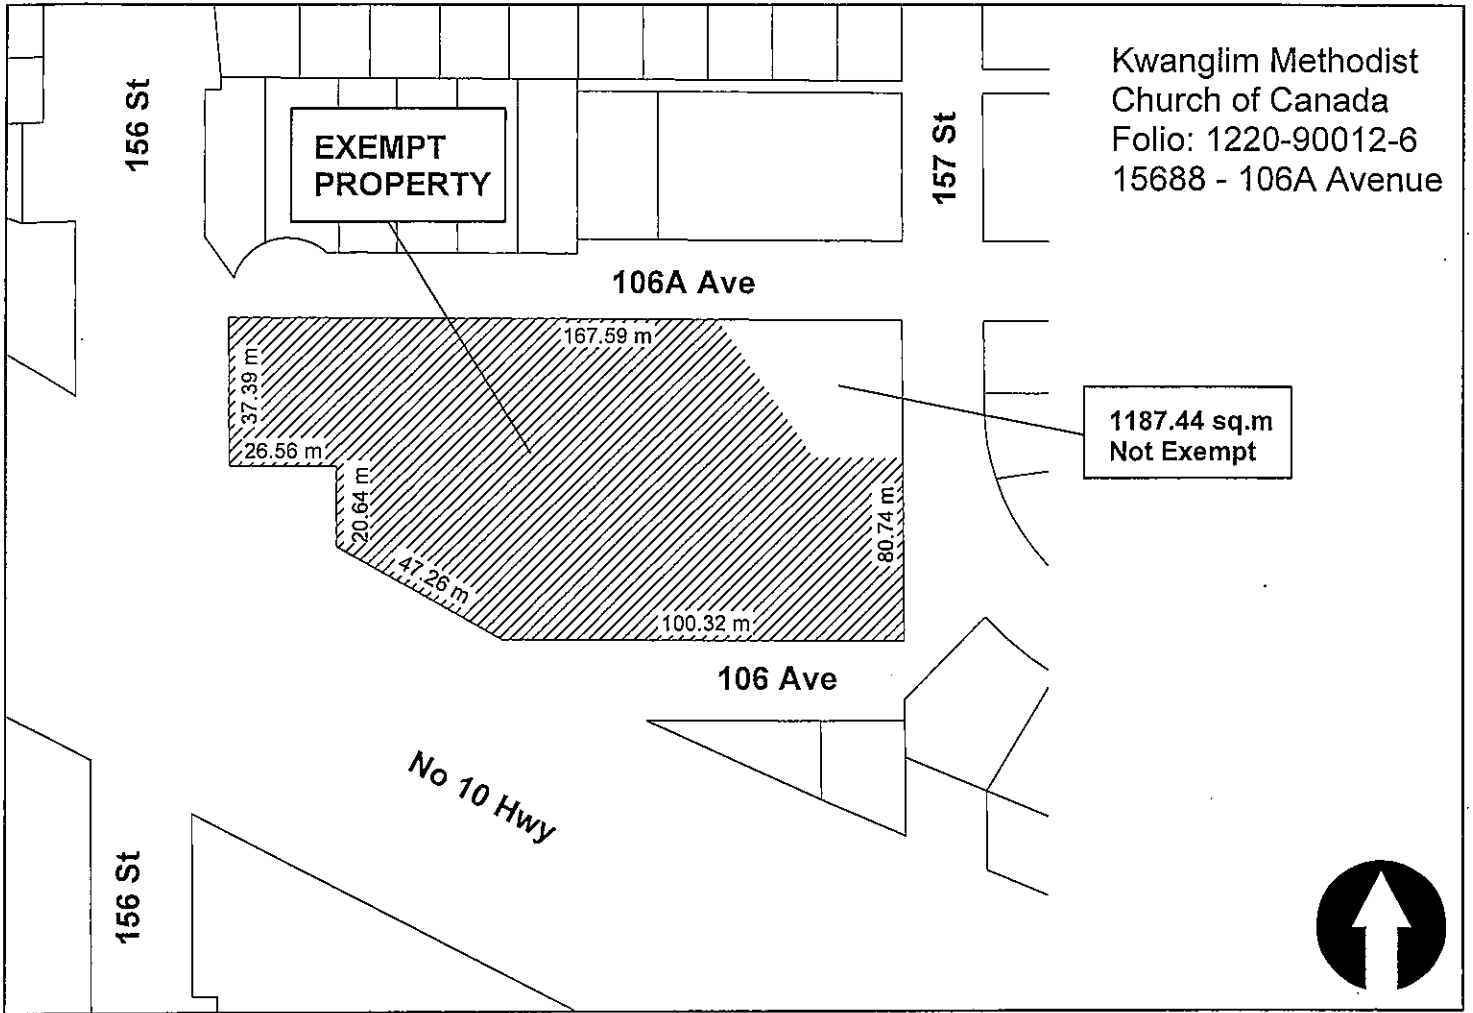 Kwanglim Methodist
Church of Canada
Folio: 1220-90012-6
15688 - 106A Avenue
156 St
EXEMPT
PROPERTY
157 St
106A Ave
167.59 m
37.39 m
26.56 m
20.64 m
47.26 m
100.32 m
80.74 m
1187.44 sq.m
Not Exempt
106 Ave
No 10 Hwy
156 St